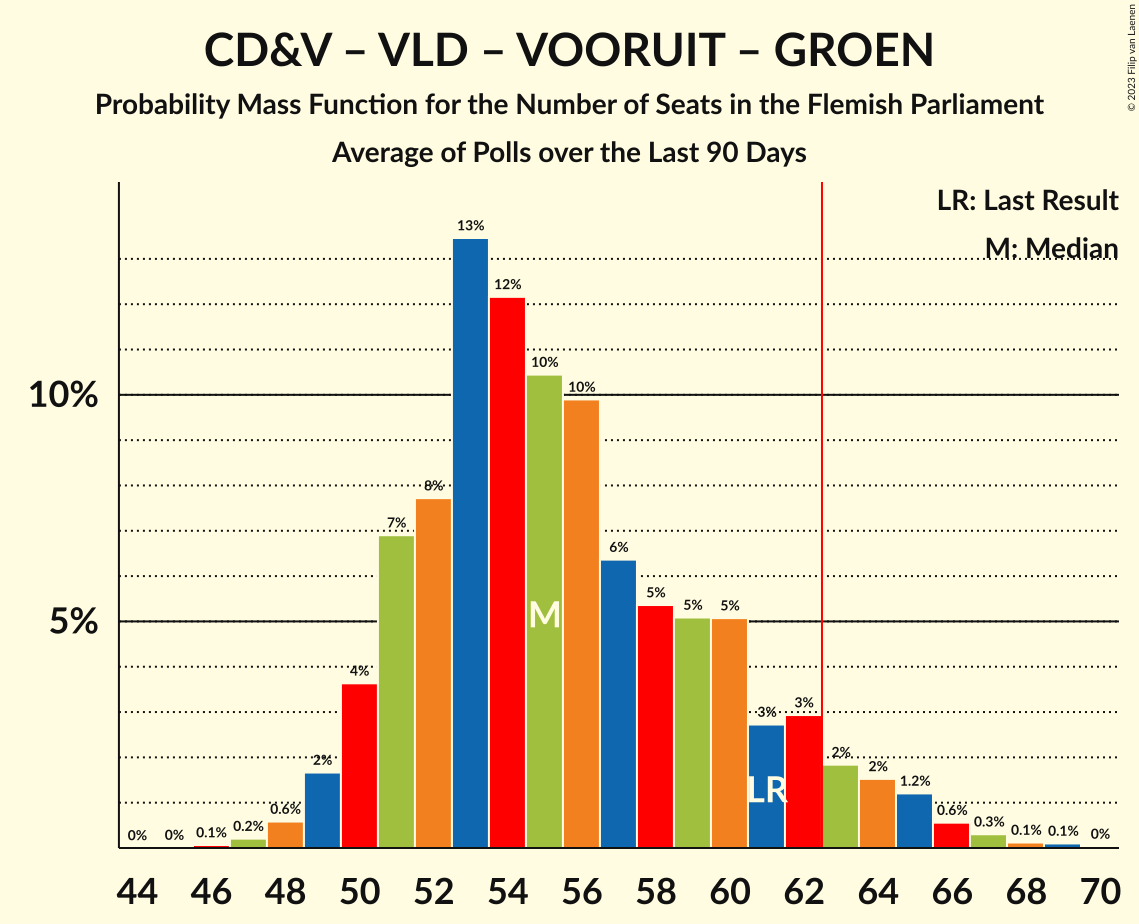 CD&V – VLD – VOORUIT – GROEN
Probability Mass Function for the Number of Seats in the Flemish Parliament
Average of Polls over the Last 90 Days
© 2023 Filip van Laenen
LR: Last Result
M: Median
10%
5%
0% 0% 0.1% 0.2% 0.6% 2% 4% 7% 8% 13% 12% 10% 10% 6% 5% 5% 5% 3% 3% 2% 2% 1.2% 0.6% 0.3% 0.1% 0.1% 0%
M
LR
44 46 48 50 52 54 56 58 60 62 64 66 68 70